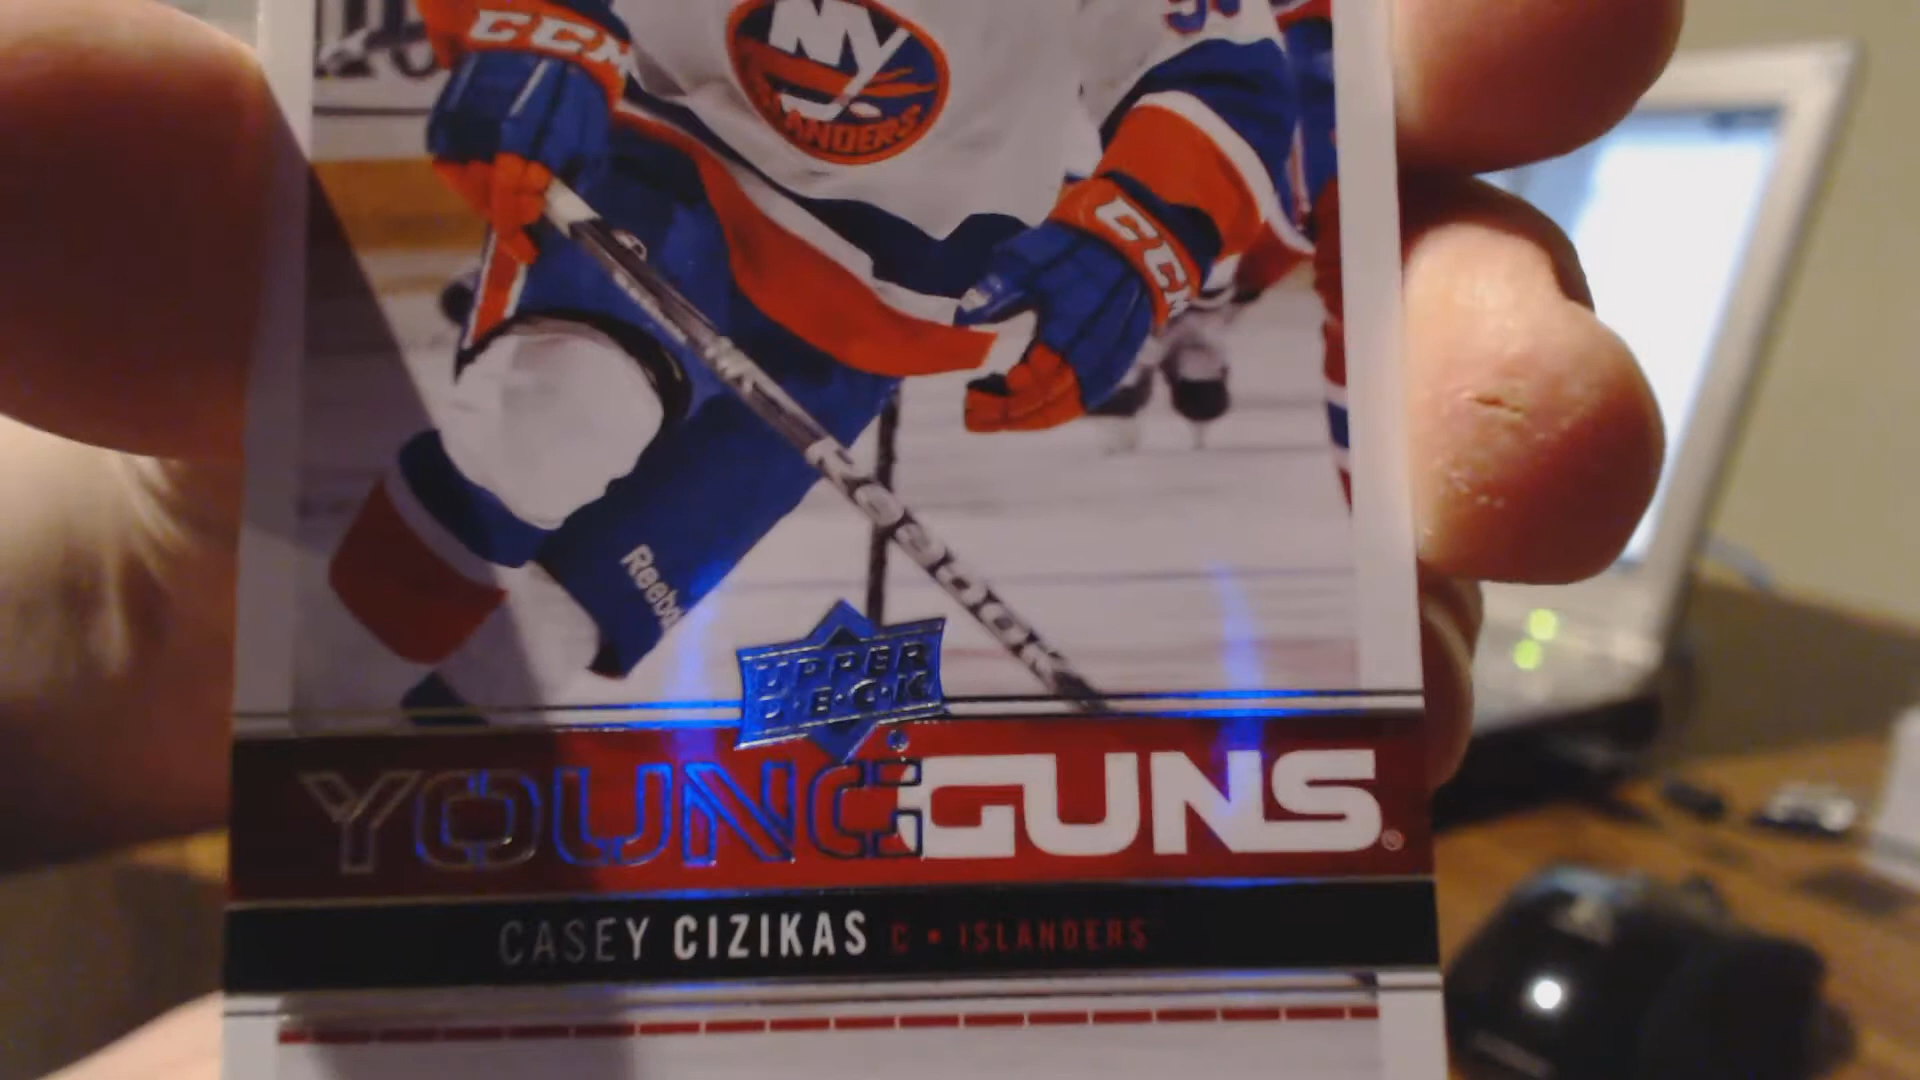 CCM
NY
ISLANDERS
CCM
Reebok
Reebok
UPPER
DECK
YOUNG GUNS®
CASEY CIZIKAS C • ISLANDERS